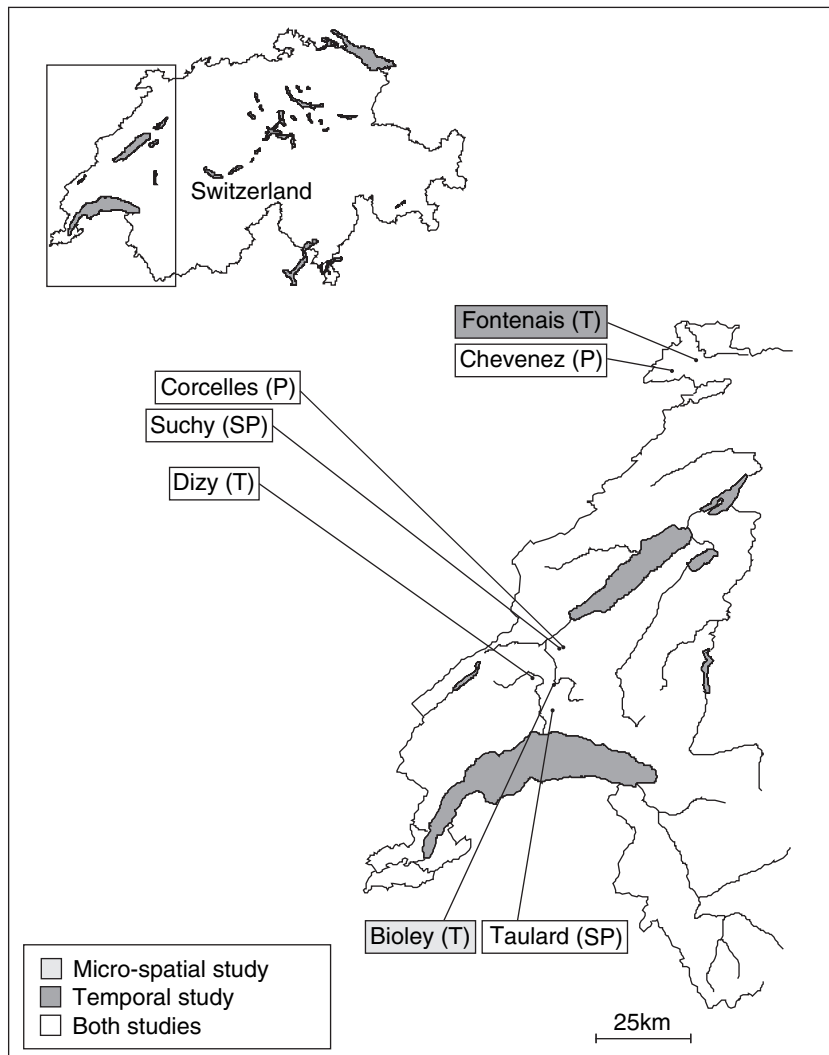 Switzerland
Fontenais (T)
Chevenez (P)
Corcelles (P)
Suchy (SP)
Dizy (T)
Bioley (T)
Taulard (SP)
Micro-spatial study
Temporal study
Both studies
25km